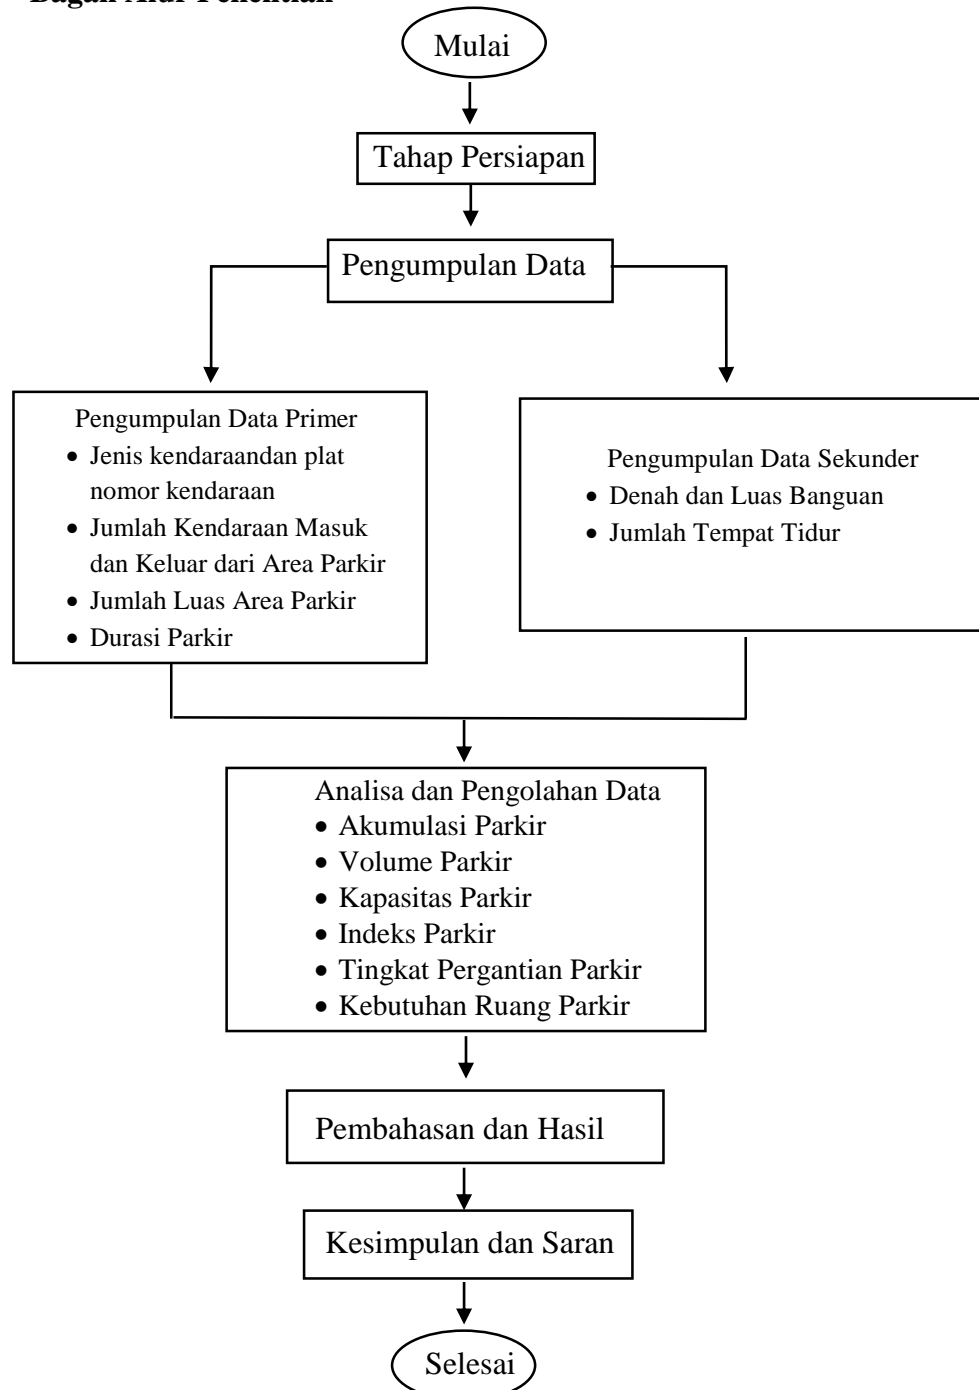 Bagan Alur Penelitian
Mulai
Tahap Persiapan
Pengumpulan Data
Pengumpulan Data Primer
• Jenis kendaraandan plat
nomor kendaraan
• Jumlah Kendaraan Masuk
dan Keluar dari Area Parkir
• Jumlah Luas Area Parkir
• Durasi Parkir
Pengumpulan Data Sekunder
• Denah dan Luas Banguan
• Jumlah Tempat Tidur
Analisa dan Pengolahan Data
• Akumulasi Parkir
• Volume Parkir
• Kapasitas Parkir
• Indeks Parkir
• Tingkat Pergantian Parkir
• Kebutuhan Ruang Parkir
Pembahasan dan Hasil
Kesimpulan dan Saran
Selesai